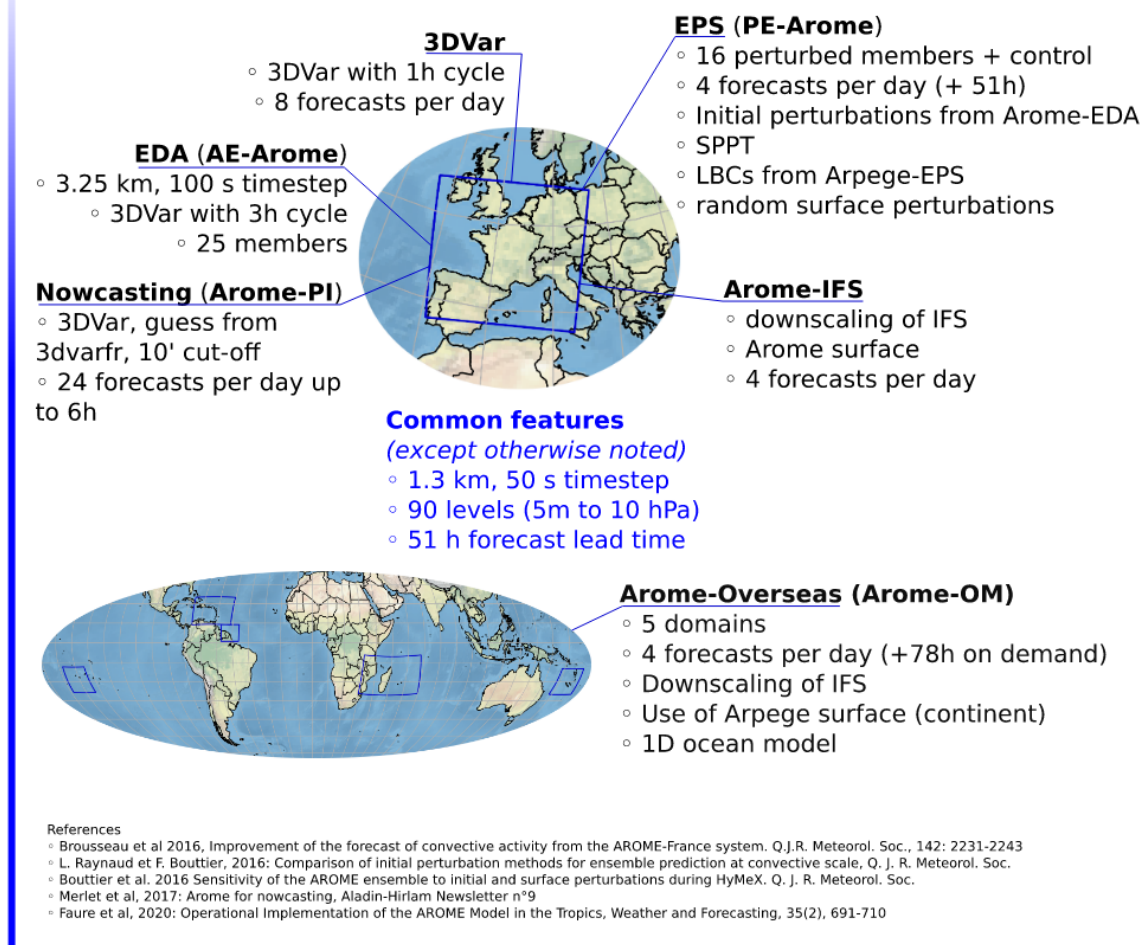 3DVar
◦ 3DVar with 1h cycle
◦ 8 forecasts per day
EPS (PE-Arome)
◦ 16 perturbed members + control
◦ 4 forecasts per day (+ 51h)
◦ Initial perturbations from Arome-EDA
◦ SPPT
◦ LBCs from Arpege-EPS
◦ random surface perturbations
EDA (AE-Arome)
◦ 3.25 km, 100 s timestep
◦ 3DVar with 3h cycle
◦ 25 members
Nowcasting (Arome-PI)
◦ 3DVar, guess from
3dvarfr, 10' cut-off
◦ 24 forecasts per day up
to 6h
Arome-IFS
◦ downscaling of IFS
◦ Arome surface
◦ 4 forecasts per day
Common features
(except otherwise noted)
◦ 1.3 km, 50 s timestep
◦ 90 levels (5m to 10 hPa)
◦ 51 h forecast lead time
Arome-Overseas (Arome-OM)
◦ 5 domains
◦ 4 forecasts per day (+78h on demand)
◦ Downscaling of IFS
◦ Use of Arpege surface (continent)
◦ 1D ocean model
References
◦ Brousseau et al 2016, Improvement of the forecast of convective activity from the AROME-France system. Q.J.R. Meteorol. Soc., 142: 2231-2243
◦ L. Raynaud et F. Bouttier, 2016: Comparison of initial perturbation methods for ensemble prediction at convective scale, Q. J. R. Meteorol. Soc.
◦ Bouttier et al. 2016 Sensitivity of the AROME ensemble to initial and surface perturbations during HyMeX. Q. J. R. Meteorol. Soc.
◦ Merlet et al, 2017: Arome for nowcasting, Aladin-Hirlam Newsletter n°9
◦ Faure et al, 2020: Operational Implementation of the AROME Model in the Tropics, Weather and Forecasting, 35(2), 691-710